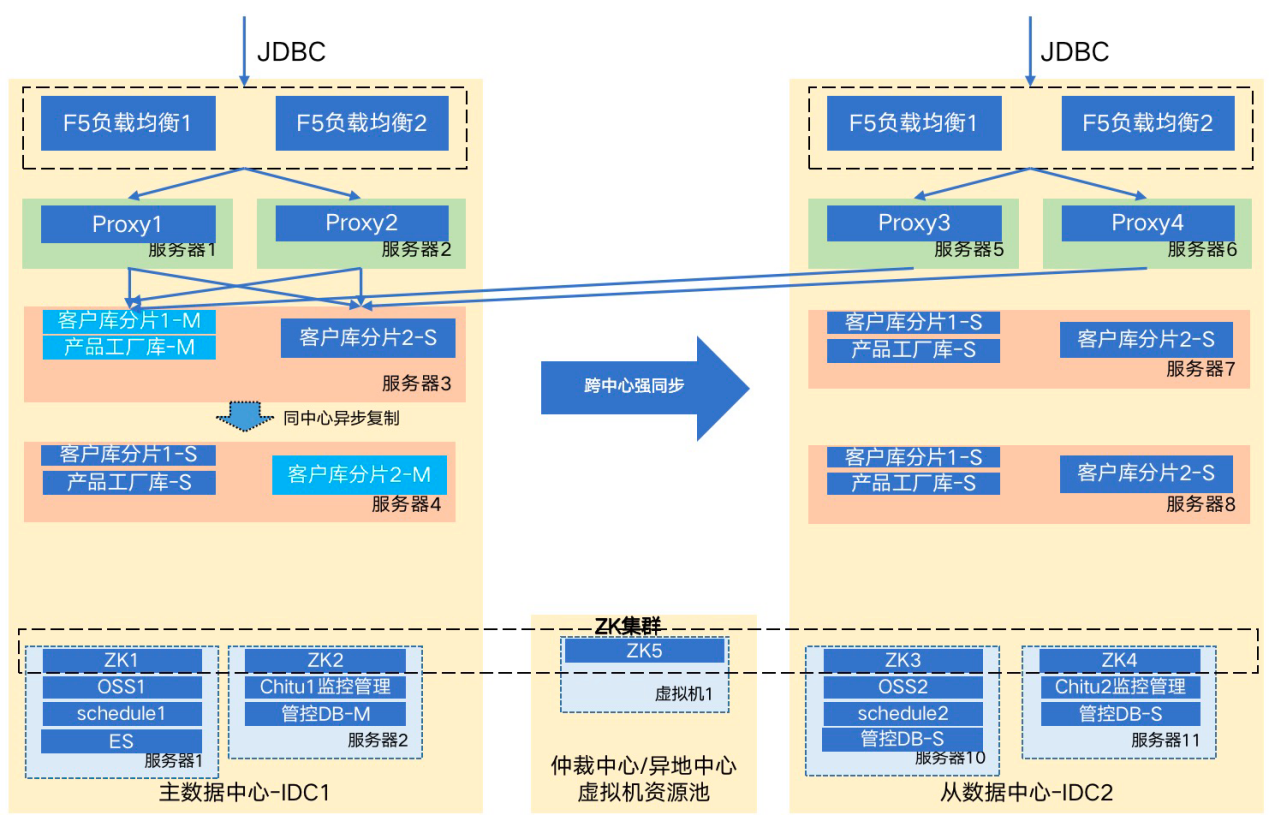 JDBC
F5负载均衡1
F5负载均衡2
Proxy1
服务器1
Proxy2
服务器2
客户库分片1-M
产品工厂库-M
客户库分片2-S
服务器3
同中心异步复制
客户库分片1-S
产品工厂库-S
客户库分片2-M
服务器4
跨中心强同步
JDBC
F5负载均衡1
F5负载均衡2
Proxy3
服务器5
Proxy4
服务器6
客户库分片1-S
产品工厂库-S
客户库分片2-S
服务器7
客户库分片1-S
产品工厂库-S
客户库分片2-S
服务器8
ZK集群
ZK1
OSS1
schedule1
ES
服务器1
ZK2
Chitu1监控管理
管控DB-M
服务器2
主数据中心-IDC1
ZK5
虚拟机1
仲裁中心/异地中心
虚拟机资源池
ZK3
OSS2
schedule2
管控DB-S
服务器10
ZK4
Chitu2监控管理
管控DB-S
服务器11
从数据中心-IDC2